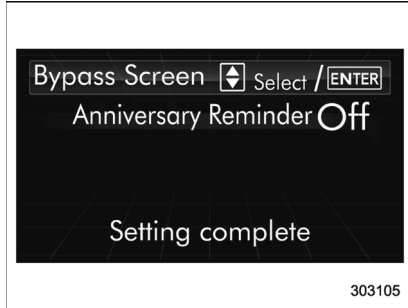 Bypass Screen Select / ENTER
Anniversary Reminder Off
Setting complete
303105